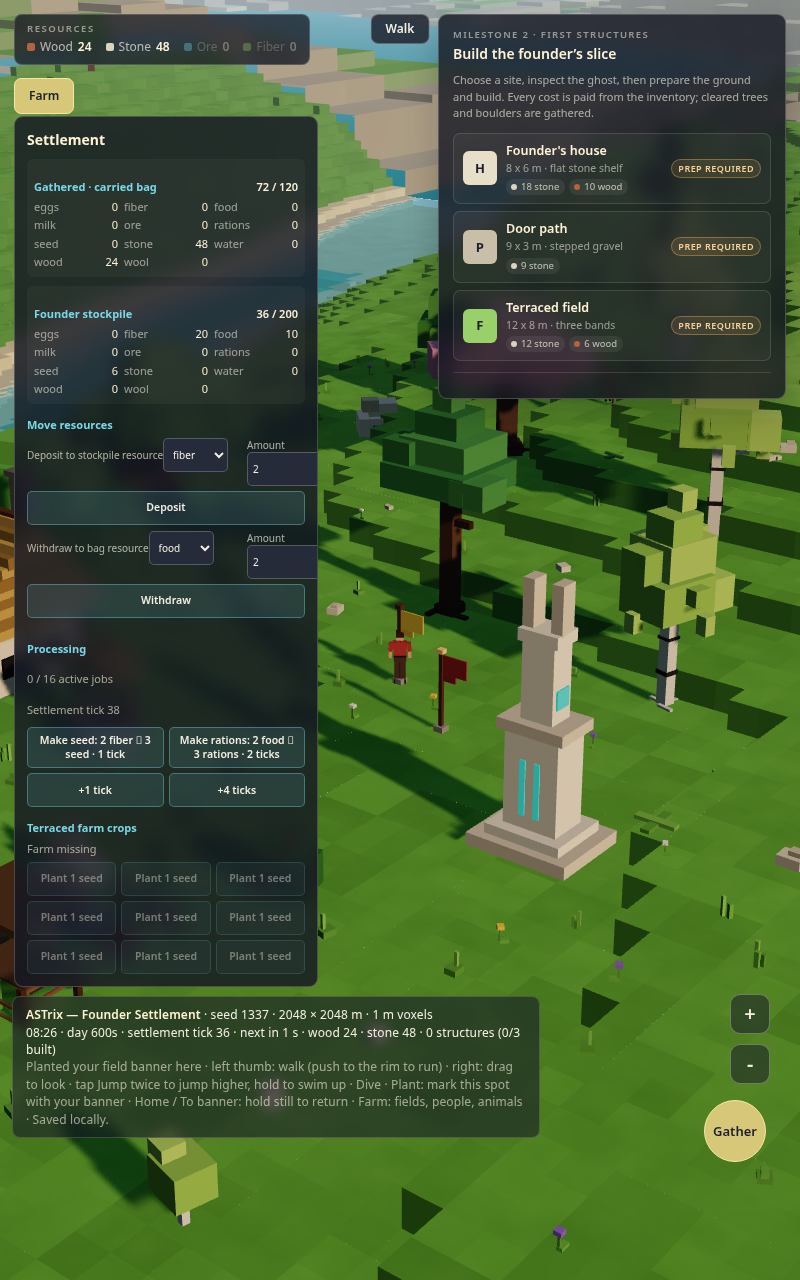 RESOURCES
Wood 24 Stone 48 Ore 0 Fiber 0
Walk
Farm
MILESTONE 2 · FIRST STRUCTURES
Build the founder's slice
Choose a site, inspect the ghost, then prepare the ground
and build. Every cost is paid from the inventory; cleared trees
and boulders are gathered.
H
Founder's house
8 x 6 m · flat stone shelf
18 stone 10 wood
PREP REQUIRED
P
Door path
9 x 3 m · stepped gravel
9 stone
PREP REQUIRED
F
Terraced field
12 x 8 m · three bands
12 stone 6 wood
PREP REQUIRED
Settlement
Gathered · carried bag 72 / 120
eggs 0 fiber 0 food 0
milk 0 ore 0 rations 0
seed 0 stone 48 water 0
wood 24 wool 0
Founder stockpile 36 / 200
eggs 0 fiber 20 food 10
milk 0 ore 0 rations 0
seed 6 stone 0 water 0
wood 0 wool 0
Move resources
Deposit to stockpile resource fiber Amount
2
Deposit
Withdraw to bag resource food Amount
2
Withdraw
Processing
0 / 16 active jobs
Settlement tick 38
Make seed: 2 fiber 3
seed · 1 tick
Make rations: 2 food
3 rations · 2 ticks
+1 tick +4 ticks
Terraced farm crops
Farm missing
Plant 1 seed Plant 1 seed Plant 1 seed
Plant 1 seed Plant 1 seed Plant 1 seed
Plant 1 seed Plant 1 seed Plant 1 seed
ASTrix — Founder Settlement · seed 1337 · 2048 × 2048 m · 1 m voxels
08:26 · day 600s · settlement tick 36 · next in 1 s · wood 24 · stone 48 · 0 structures (0/3
built)
Planted your field banner here · left thumb: walk (push to the rim to run) · right: drag
to look · tap Jump twice to jump higher, hold to swim up · Dive · Plant: mark this spot
with your banner · Home / To banner: hold still to return · Farm: fields, people, animals
· Saved locally.
+
-
Gather